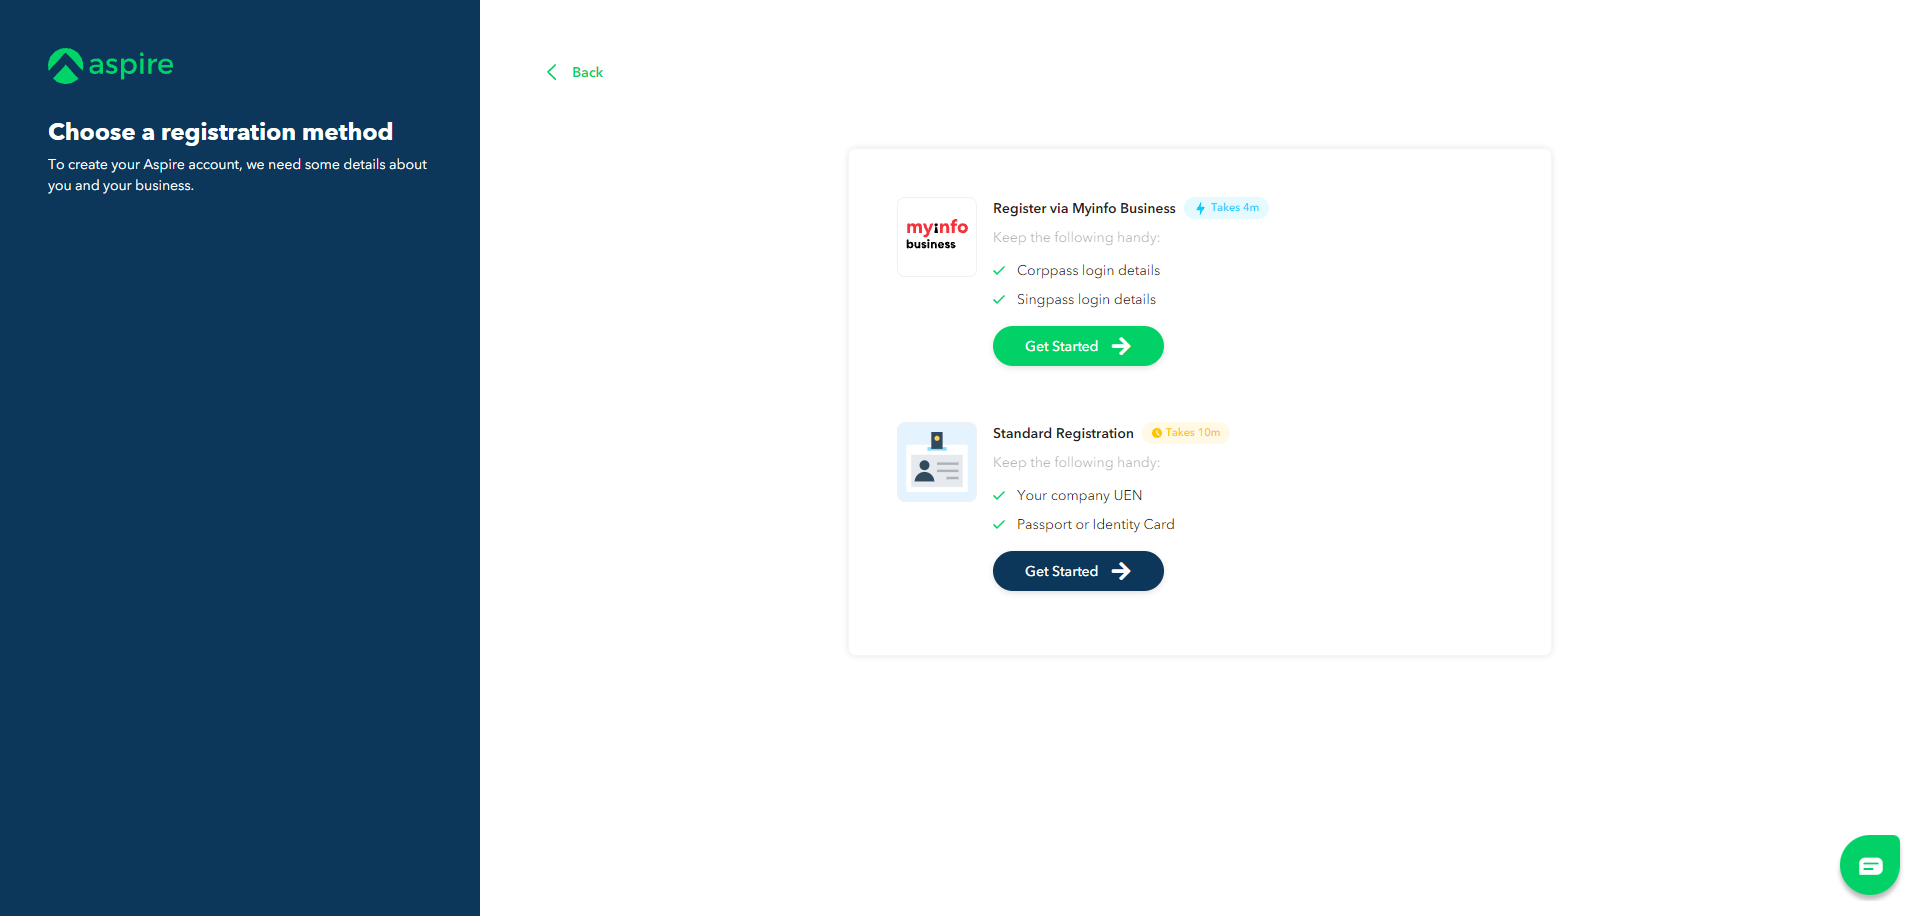 aspire
Choose a registration method
To create your Aspire account, we need some details about
you and your business.
Back
myinfo
business
Register via Myinfo Business
Takes 4m
Keep the following handy:
Corppass login details
Singpass login details
Get Started
Standard Registration
Takes 10m
Keep the following handy:
Your company UEN
Passport or Identity Card
Get Started